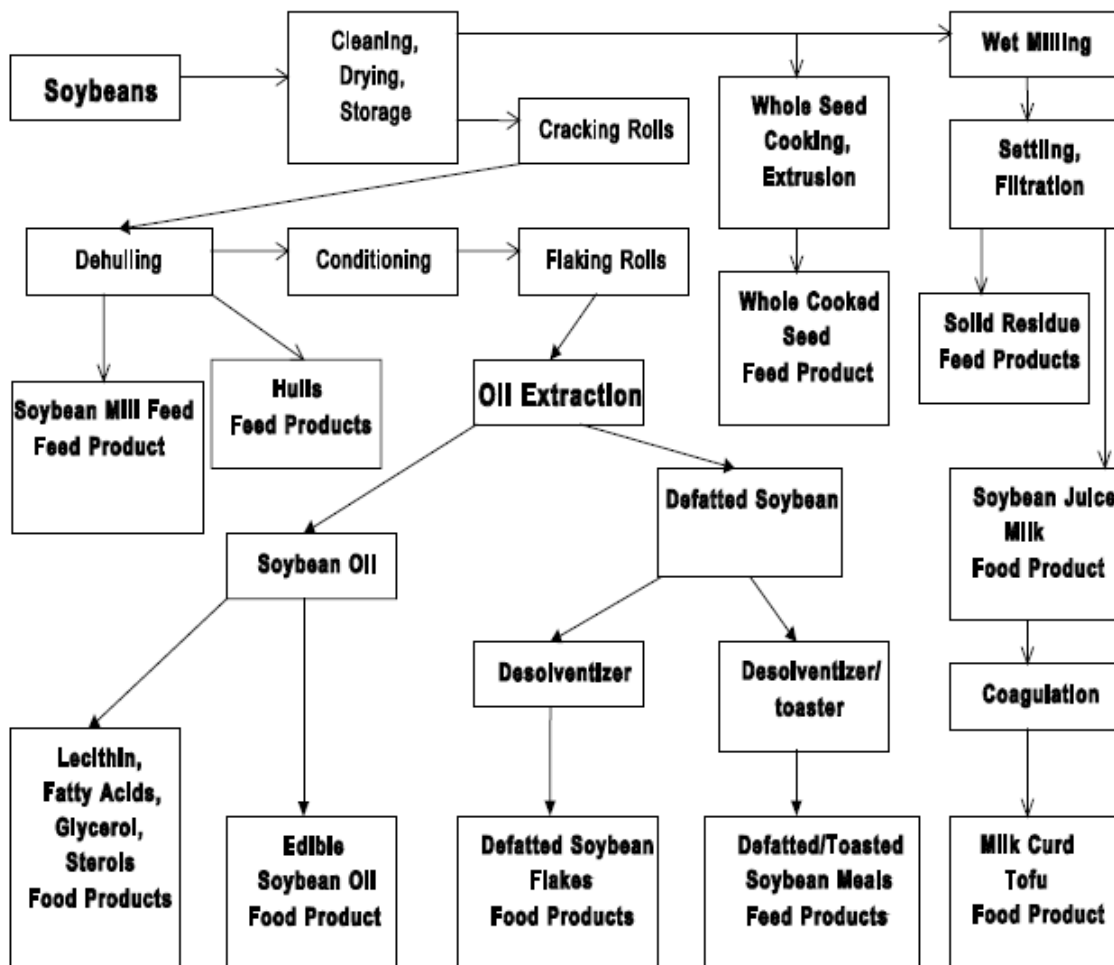 Soybeans
Cleaning,
Drying,
Storage
Wet Milling
Cracking Rolls
Whole Seed
Cooking,
Extrusion
Settling,
Filtration
Dehulling
Conditioning
Flaking Rolls
Whole Cooked
Seed
Feed Product
Solid Residue
Feed Products
Soybean Mill Feed
Feed Product
Hulls
Feed Products
Oil Extraction
Defatted Soybean
Soybean Juice
Milk
Food Product
Soybean Oil
Desolventizer
Desolventizer/
toaster
Coagulation
Lecithin,
Fatty Acids,
Glycerol,
Sterols
Food Products
Edible
Soybean Oil
Food Product
Defatted Soybean
Flakes
Food Products
Defatted/Toasted
Soybean Meals
Feed Products
Milk Curd
Tofu
Food Product